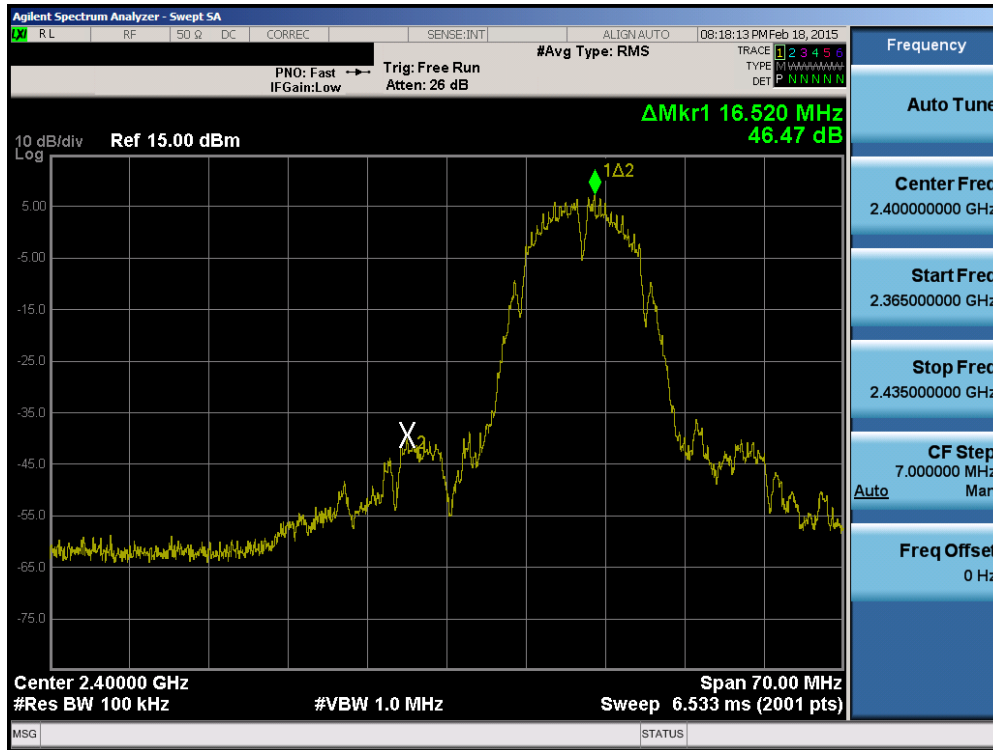 Agilent Spectrum Analyzer - Swept SA
LXI R L RF 50 Ω DC CORREC SENSE:INT ALIGN AUTO 08:18:13 PM Feb 18, 2015
#Avg Type: RMS
TRACE 1 2 3 4 5 6
TYPE M W W W W W
DET P N N N N N
PNO: Fast
IFGain:Low
Trig: Free Run
Atten: 26 dB
Frequency
ΔMkr1 16.520 MHz
46.47 dB
10 dB/div
Log
Ref 15.00 dBm
1Δ2
5.00
-5.00
-15.0
-25.0
-35.0
-45.0
-55.0
-65.0
-75.0
X2
Center 2.40000 GHz
#Res BW 100 kHz
#VBW 1.0 MHz
Span 70.00 MHz
Sweep 6.533 ms (2001 pts)
Auto Tune
Center Freq
2.400000000 GHz
Start Freq
2.365000000 GHz
Stop Freq
2.435000000 GHz
CF Step
7.000000 MHz
Auto Man
Freq Offset
0 Hz
MSG
STATUS